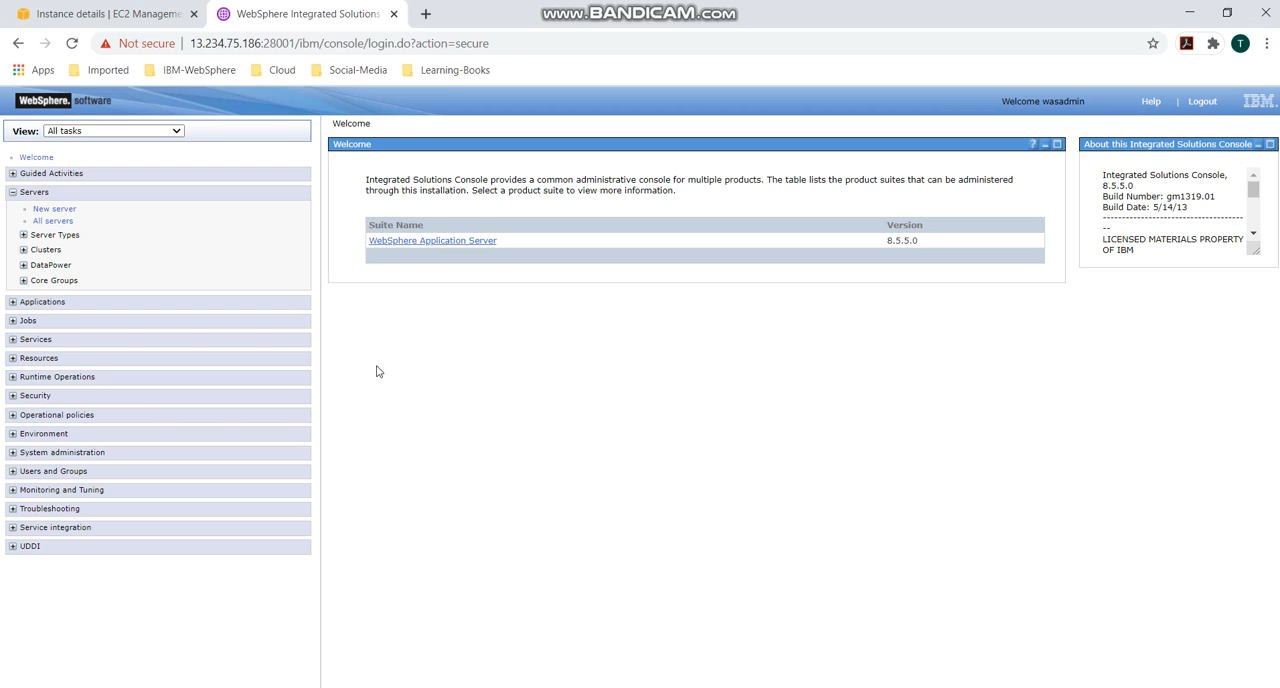 Instance details | EC2 Manageme
WebSphere Integrated Solutions
www.BANDICAM.com
Not secure | 13.234.75.186:28001/ibm/console/login.do?action=secure
T
Apps
Imported
IBM-WebSphere
Cloud
Social-Media
Learning-Books
WebSphere. software
Welcome wasadmin
Help | Logout
IBM.
View: All tasks
Welcome
Guided Activities
Servers
New server
All servers
Server Types
Clusters
DataPower
Core Groups
Applications
Jobs
Services
Resources
Runtime Operations
Security
Operational policies
Environment
System administration
Users and Groups
Monitoring and Tuning
Troubleshooting
Service integration
UDDI
Welcome
Welcome
?
Integrated Solutions Console provides a common administrative console for multiple products. The table lists the product suites that can be administered
through this installation. Select a product suite to view more information.
Suite Name Version
WebSphere Application Server 8.5.5.0
About this Integrated Solutions Console
Integrated Solutions Console,
8.5.5.0
Build Number: gm1319.01
Build Date: 5/14/13
-------------------------------------
--
LICENSED MATERIALS PROPERTY
OF IBM